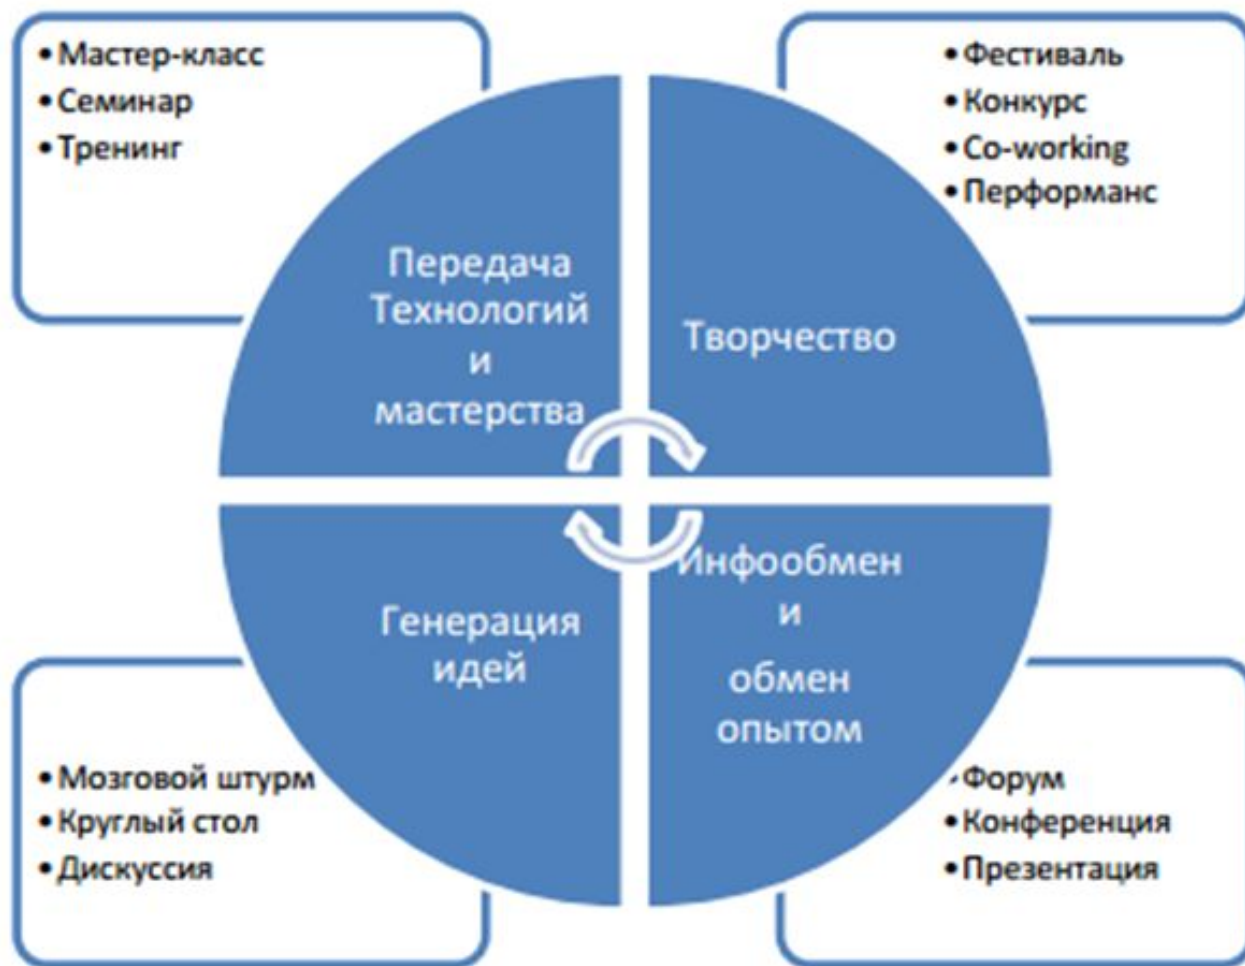 • Мастер-класс
• Семинар
• Тренинг
• Фестиваль
• Конкурс
• Co-working
• Перформанс
Передача
Технологий
и
мастерства
Творчество
Генерация
идей
Инфообмен
и
обмен
опытом
• Мозговой штурм
• Круглый стол
• Дискуссия
• Форум
• Конференция
• Презентация